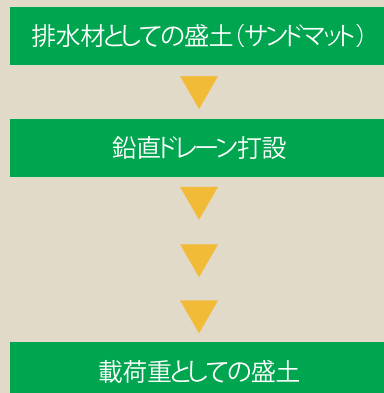 排水材としての盛土（サンドマット）
鉛直ドレーン打設
載荷重としての盛土